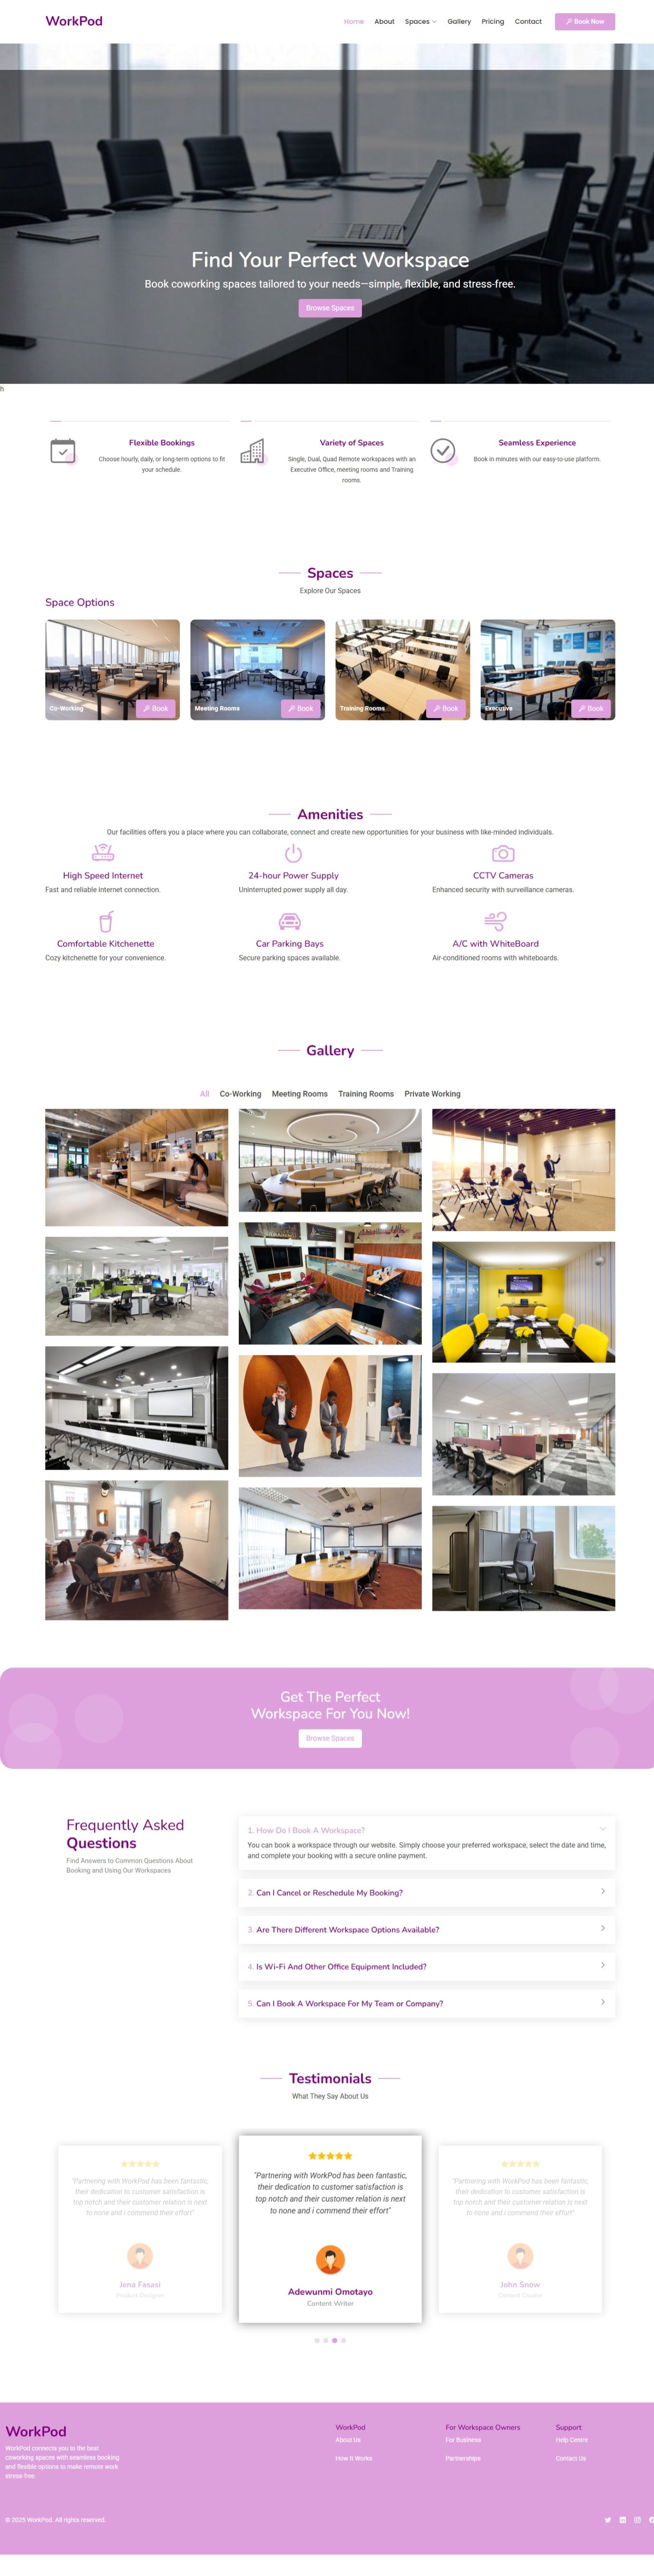 WorkPod
Home About Spaces Gallery Pricing Contact Book Now
Find Your Perfect Workspace
Book coworking spaces tailored to your needs—simple, flexible, and stress-free.
Browse Spaces
h
Flexible Bookings
Choose hourly, daily, or long-term options to fit
your schedule.
Variety of Spaces
Single, Dual, Quad Remote workspaces with an
Executive Office, meeting rooms and Training
rooms.
Seamless Experience
Book in minutes with our easy-to-use platform.
Spaces
Explore Our Spaces
Space Options
Co-Working Book
Meeting Rooms Book
Training Rooms Book
Executive Book
Amenities
Our facilities offers you a place where you can collaborate, connect and create new opportunities for your business with like-minded individuals.
High Speed Internet
Fast and reliable internet connection.
24-hour Power Supply
Uninterrupted power supply all day.
CCTV Cameras
Enhanced security with surveillance cameras.
Comfortable Kitchenette
Cozy kitchenette for your convenience.
Car Parking Bays
Secure parking spaces available.
A/C with WhiteBoard
Air-conditioned rooms with whiteboards.
Gallery
All Co-Working Meeting Rooms Training Rooms Private Working
Get The Perfect
Workspace For You Now!
Browse Spaces
Frequently Asked
Questions
Find Answers to Common Questions About
Booking and Using Our Workspaces
1. How Do I Book A Workspace?
You can book a workspace through our website. Simply choose your preferred workspace, select the date and time,
and complete your booking with a secure online payment.
2. Can I Cancel or Reschedule My Booking?
3. Are There Different Workspace Options Available?
4. Is Wi-Fi And Other Office Equipment Included?
5. Can I Book A Workspace For My Team or Company?
Testimonials
What They Say About Us
"Partnering with WorkPod has been fantastic,
their dedication to customer satisfaction is
top notch and their customer relation is next
to none and i commend their effort"
Jena Fasasi
Product Designer
"Partnering with WorkPod has been fantastic,
their dedication to customer satisfaction is
top notch and their customer relation is next
to none and i commend their effort"
Adewunmi Omotayo
Content Writer
"Partnering with WorkPod has been fantastic,
their dedication to customer satisfaction is
top notch and their customer relation is next
to none and i commend their effort"
John Snow
Content Creator
WorkPod
WorkPod connects you to the best
coworking spaces with seamless booking
and flexible options to make remote work
stress-free.
WorkPod
About Us
How It Works
For Workspace Owners
For Business
Partnerships
Support
Help Centre
Contact Us
© 2025 WorkPod. All rights reserved.